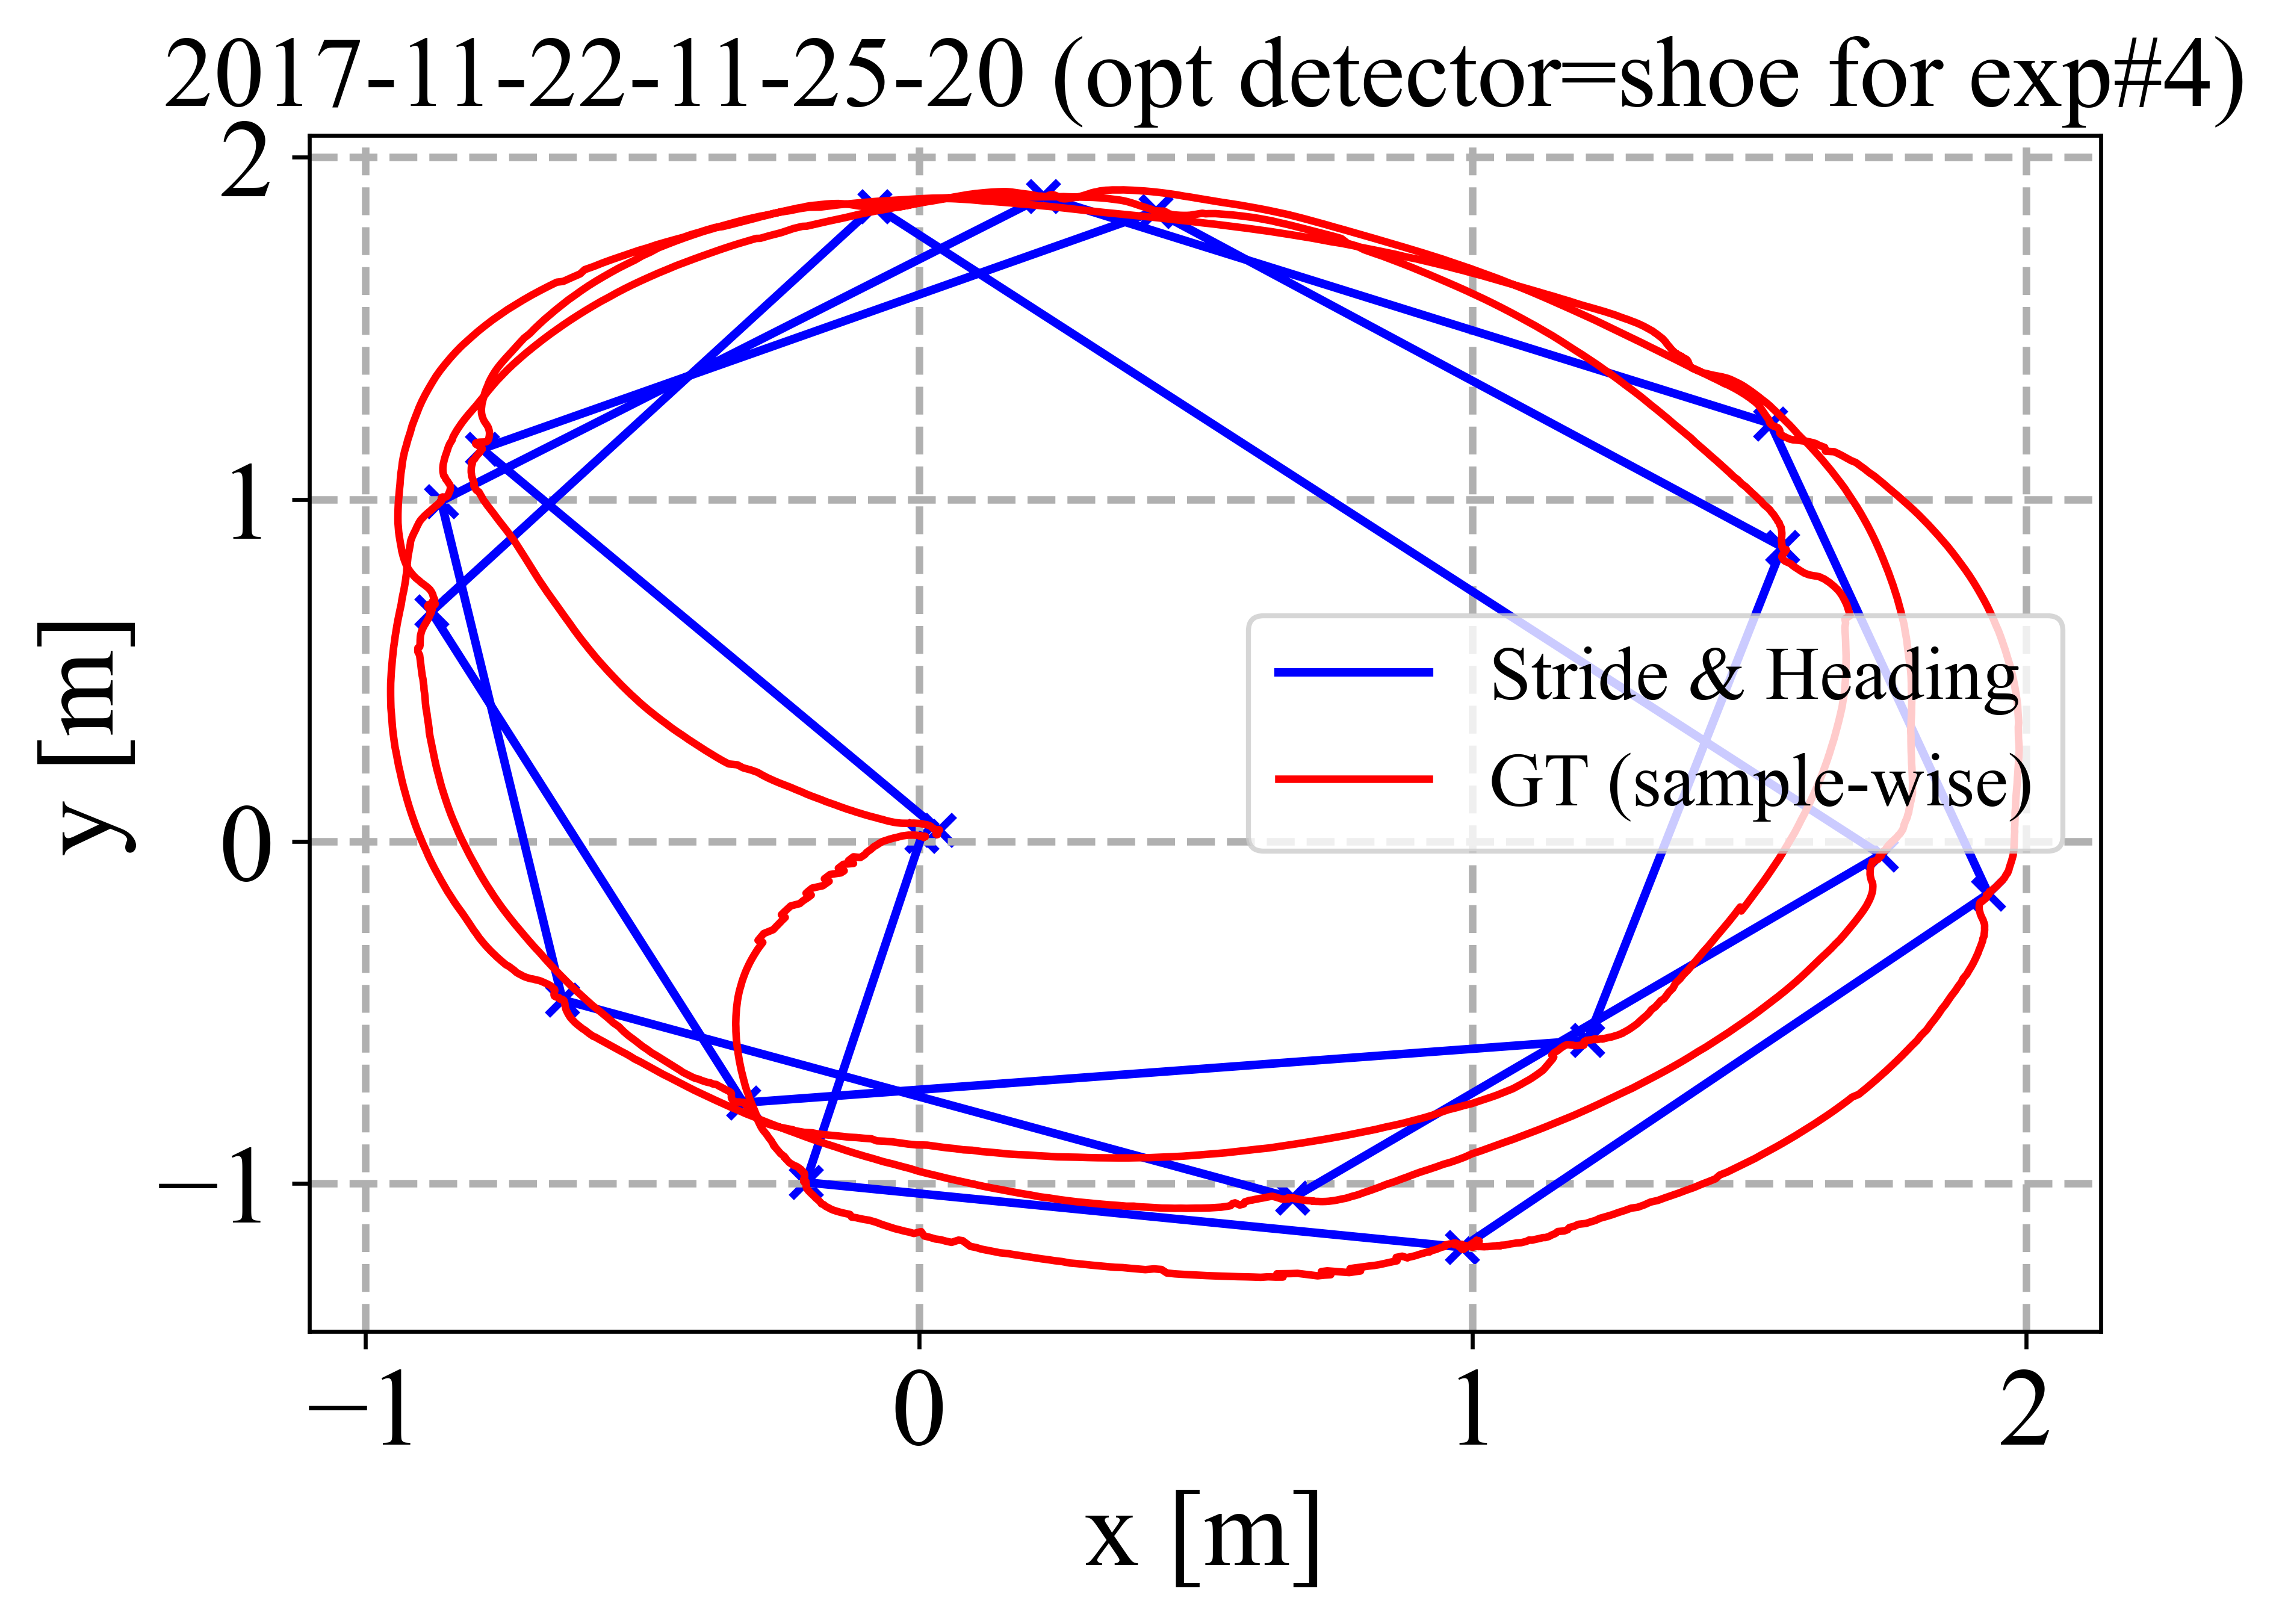 2017-11-22-11-25-20 (opt detector=shoe for exp#4)
2
1
0
−1
y [m]
Stride & Heading
GT (sample-wise)
−1
0
1
2
x [m]